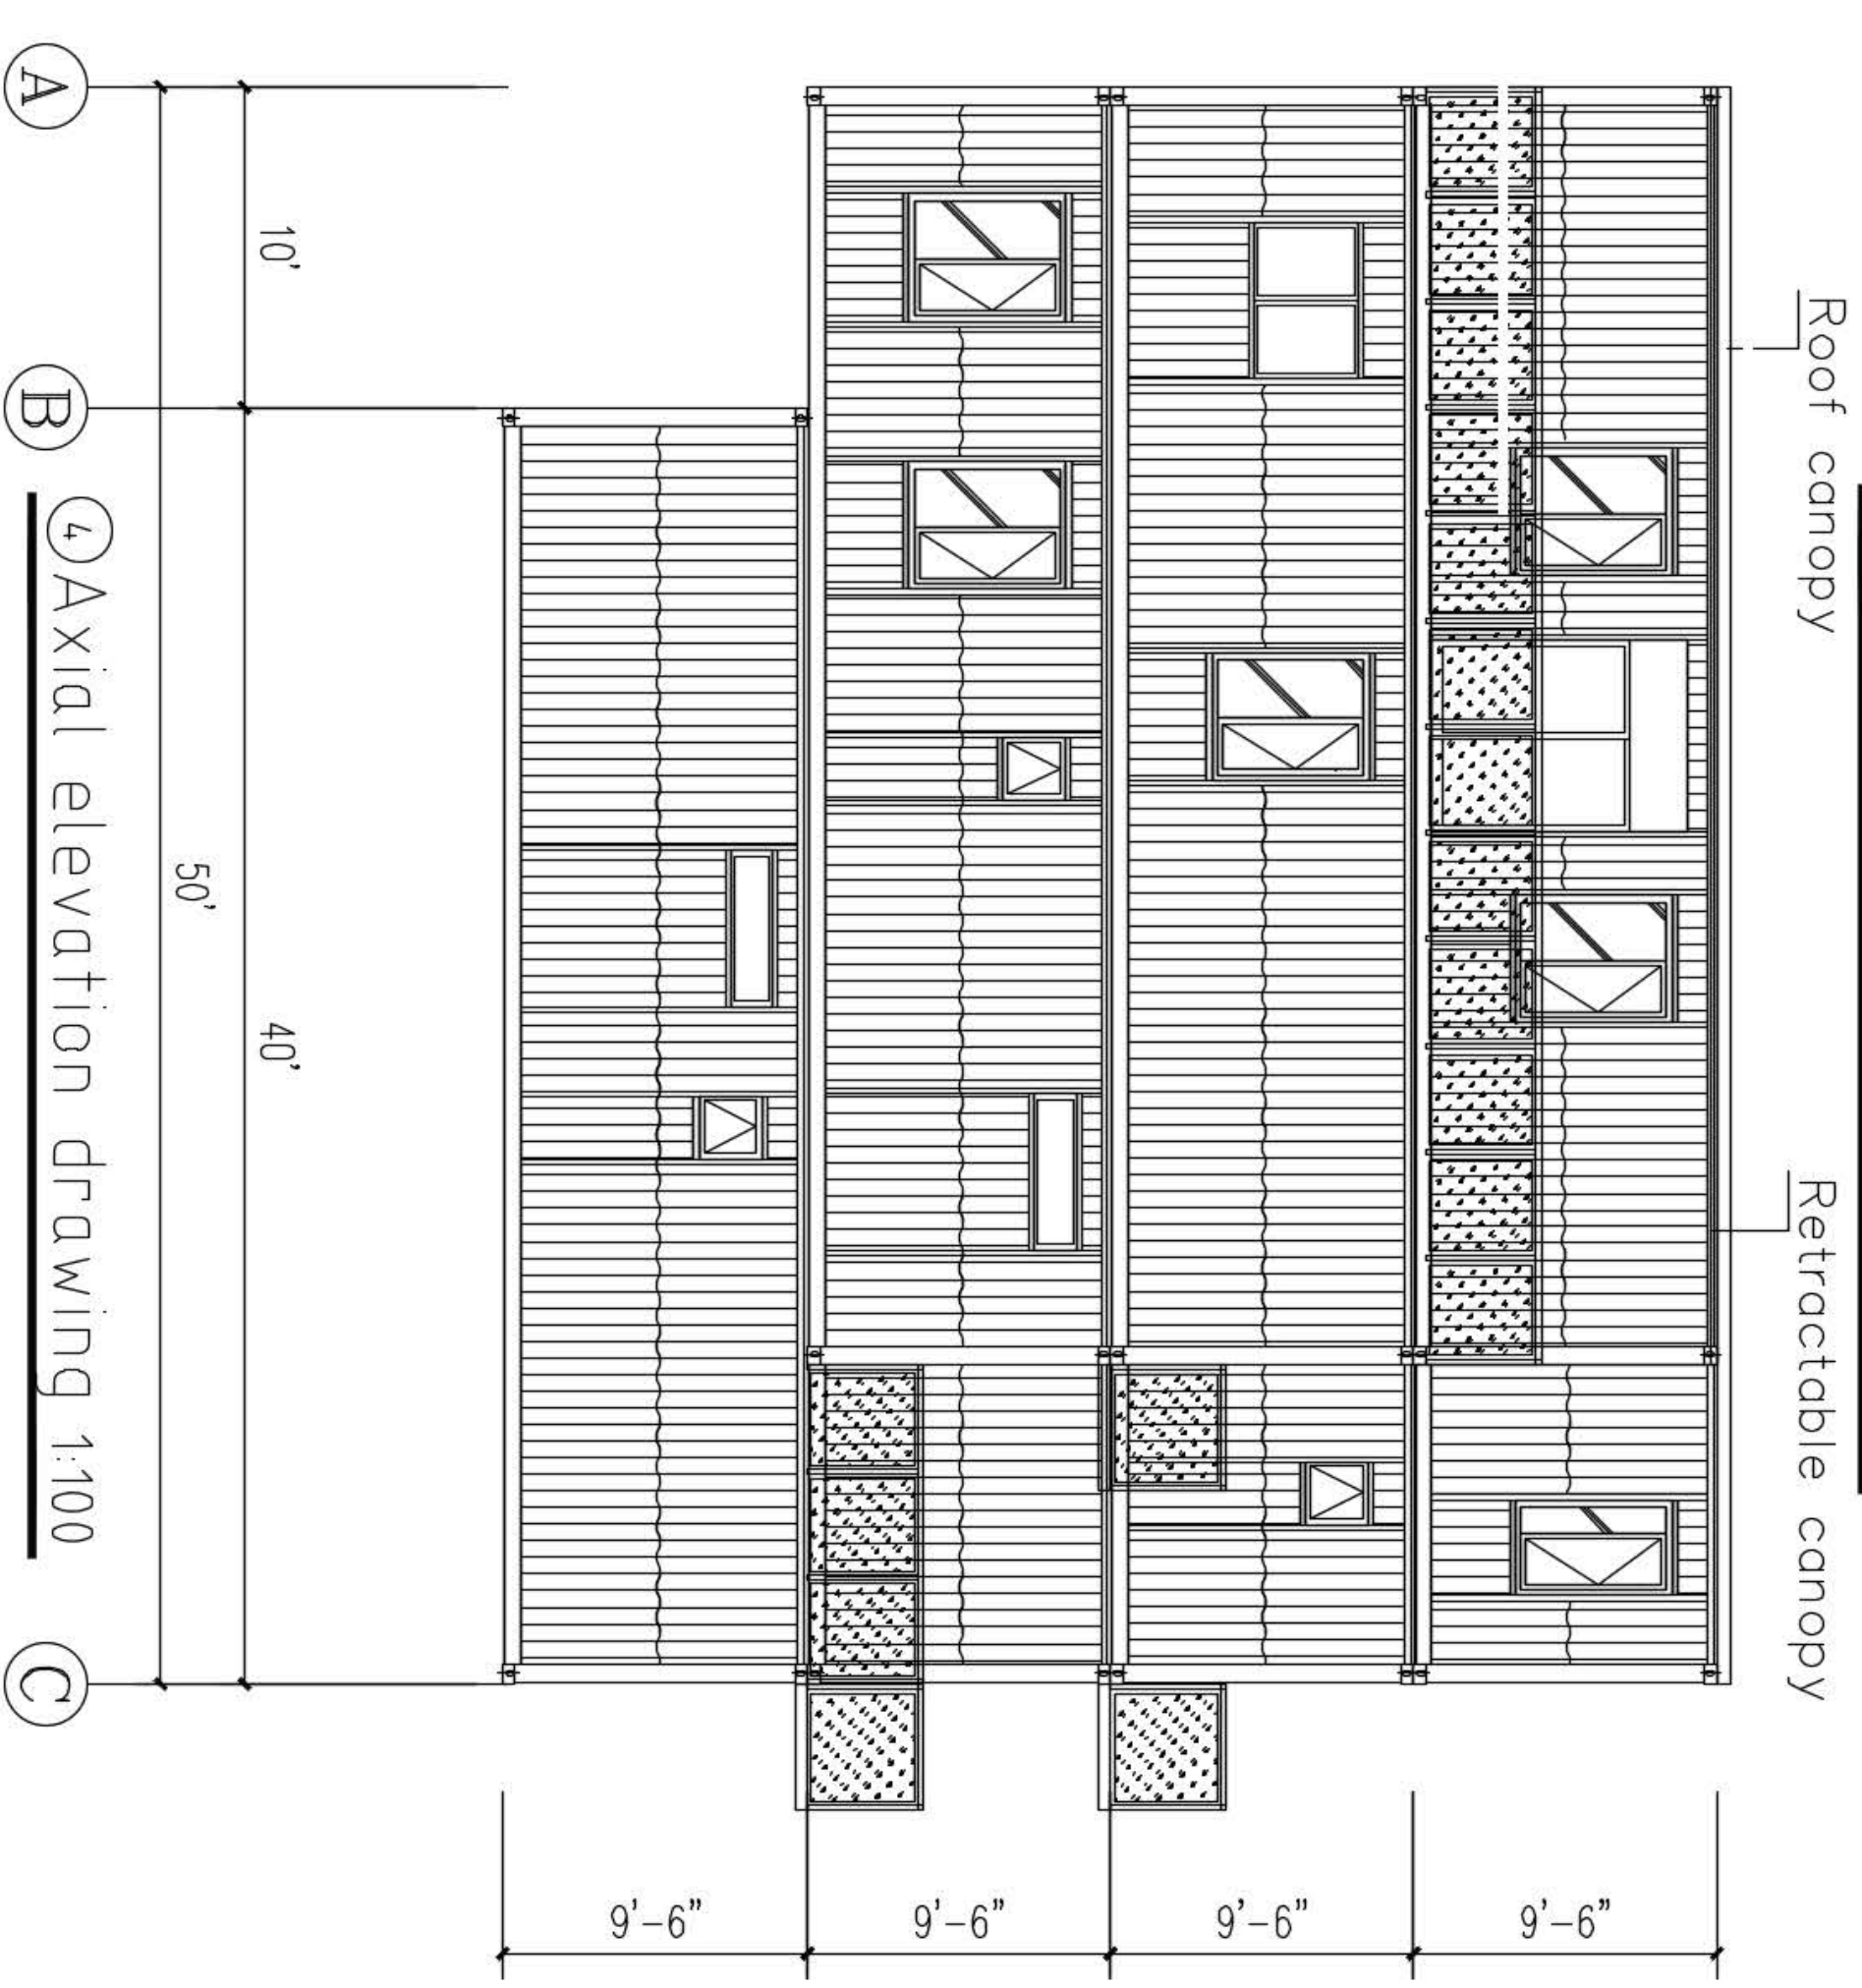 Roof canopy
Retractable canopy
9'-6"
9'-6"
9'-6"
9'-6"
10'
40'
50'
A
B
C
4 Axial elevation drawing 1:100